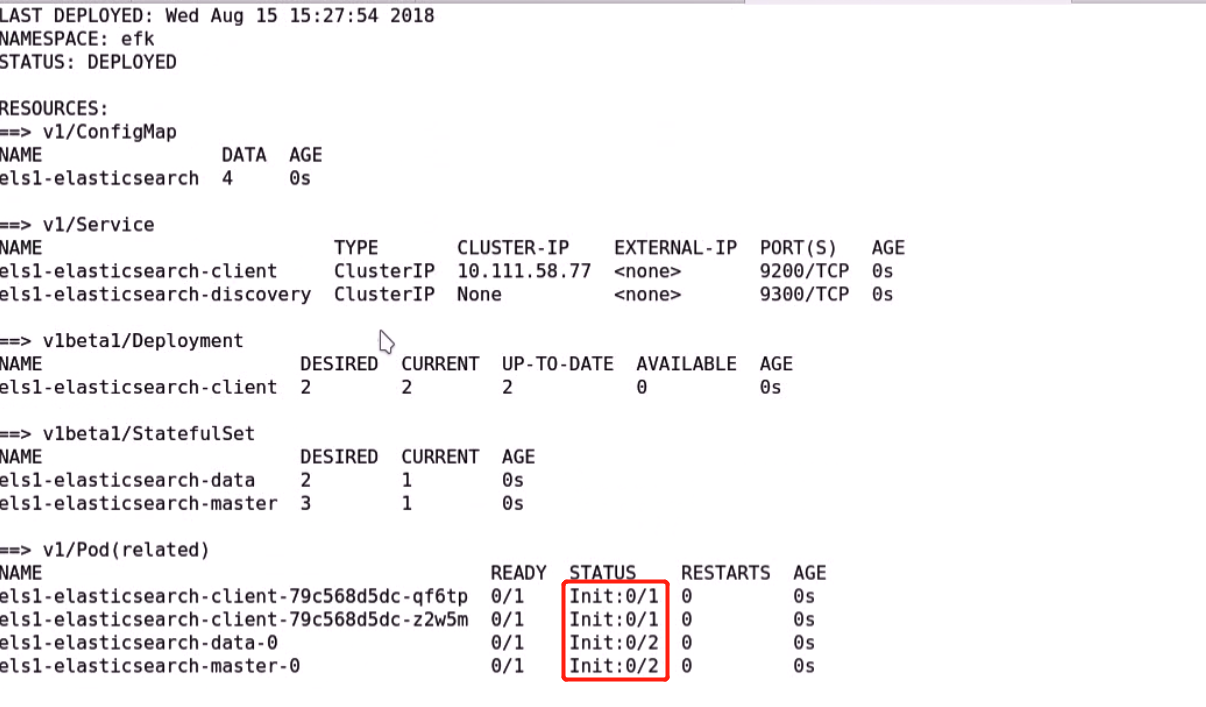 LAST DEPLOYED: Wed Aug 15 15:27:54 2018
NAMESPACE: efk
STATUS: DEPLOYED
RESOURCES:
==> v1/ConfigMap
NAME DATA AGE
els1-elasticsearch 4 0s
==> v1/Service
NAME TYPE CLUSTER-IP EXTERNAL-IP PORT(S) AGE
els1-elasticsearch-client ClusterIP 10.111.58.77 <none> 9200/TCP 0s
els1-elasticsearch-discovery ClusterIP None <none> 9300/TCP 0s
==> v1beta1/Deployment
NAME DESIRED CURRENT UP-TO-DATE AVAILABLE AGE
els1-elasticsearch-client 2 2 2 0 0s
==> v1beta1/StatefulSet
NAME DESIRED CURRENT AGE
els1-elasticsearch-data 2 1 0s
els1-elasticsearch-master 3 1 0s
==> v1/Pod(related)
NAME READY STATUS RESTARTS AGE
els1-elasticsearch-client-79c568d5dc-qf6tp 0/1 Init:0/1 0 0s
els1-elasticsearch-client-79c568d5dc-z2w5m 0/1 Init:0/1 0 0s
els1-elasticsearch-data-0 0/1 Init:0/2 0 0s
els1-elasticsearch-master-0 0/1 Init:0/2 0 0s